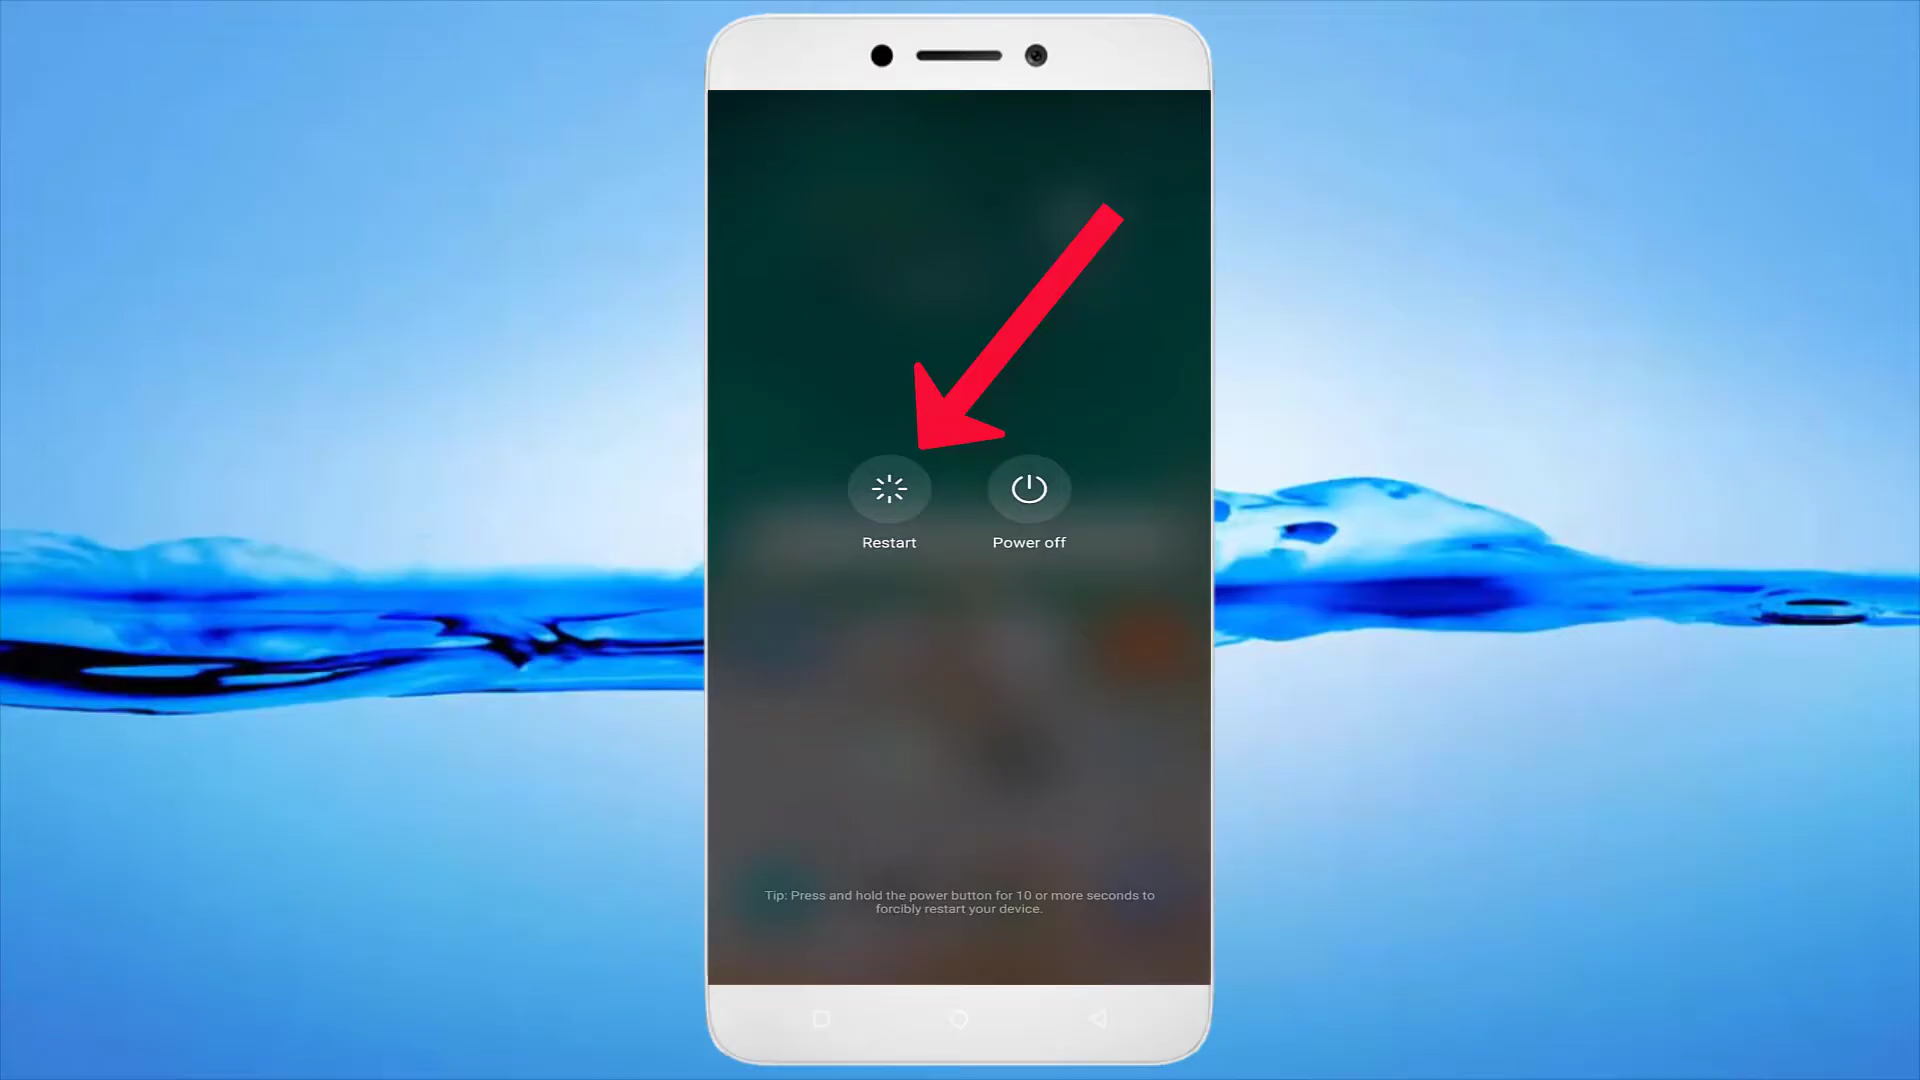 Restart
Power off
Tip: Press and hold the power button for 10 or more seconds to
forcibly restart your device.